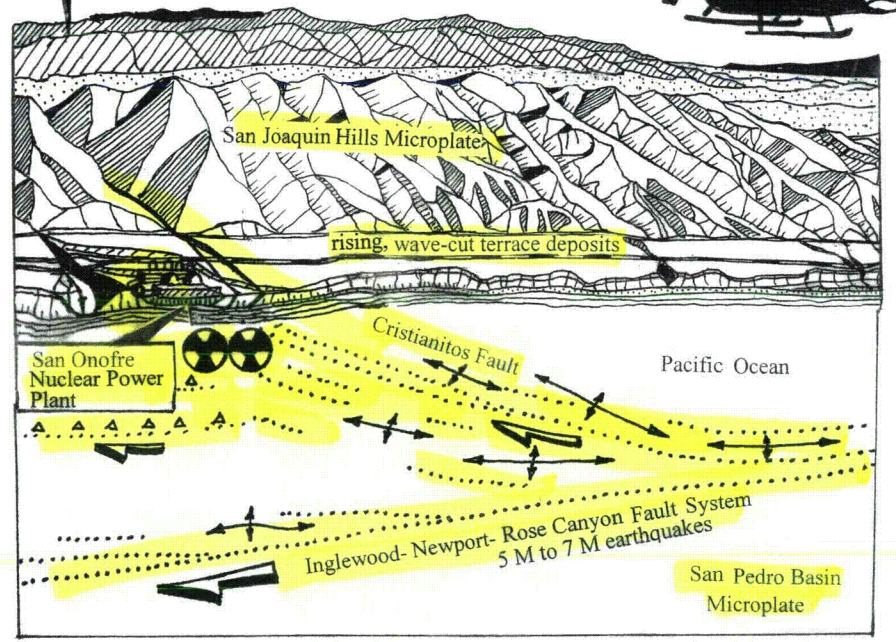 San Joaquin Hills Microplate
rising, wave-cut terrace deposits
Cristianitos Fault
San Onofre
Nuclear Power
Plant
Pacific Ocean
Inglewood- Newport- Rose Canyon Fault System
5 M to 7 M earthquakes
San Pedro Basin
Microplate